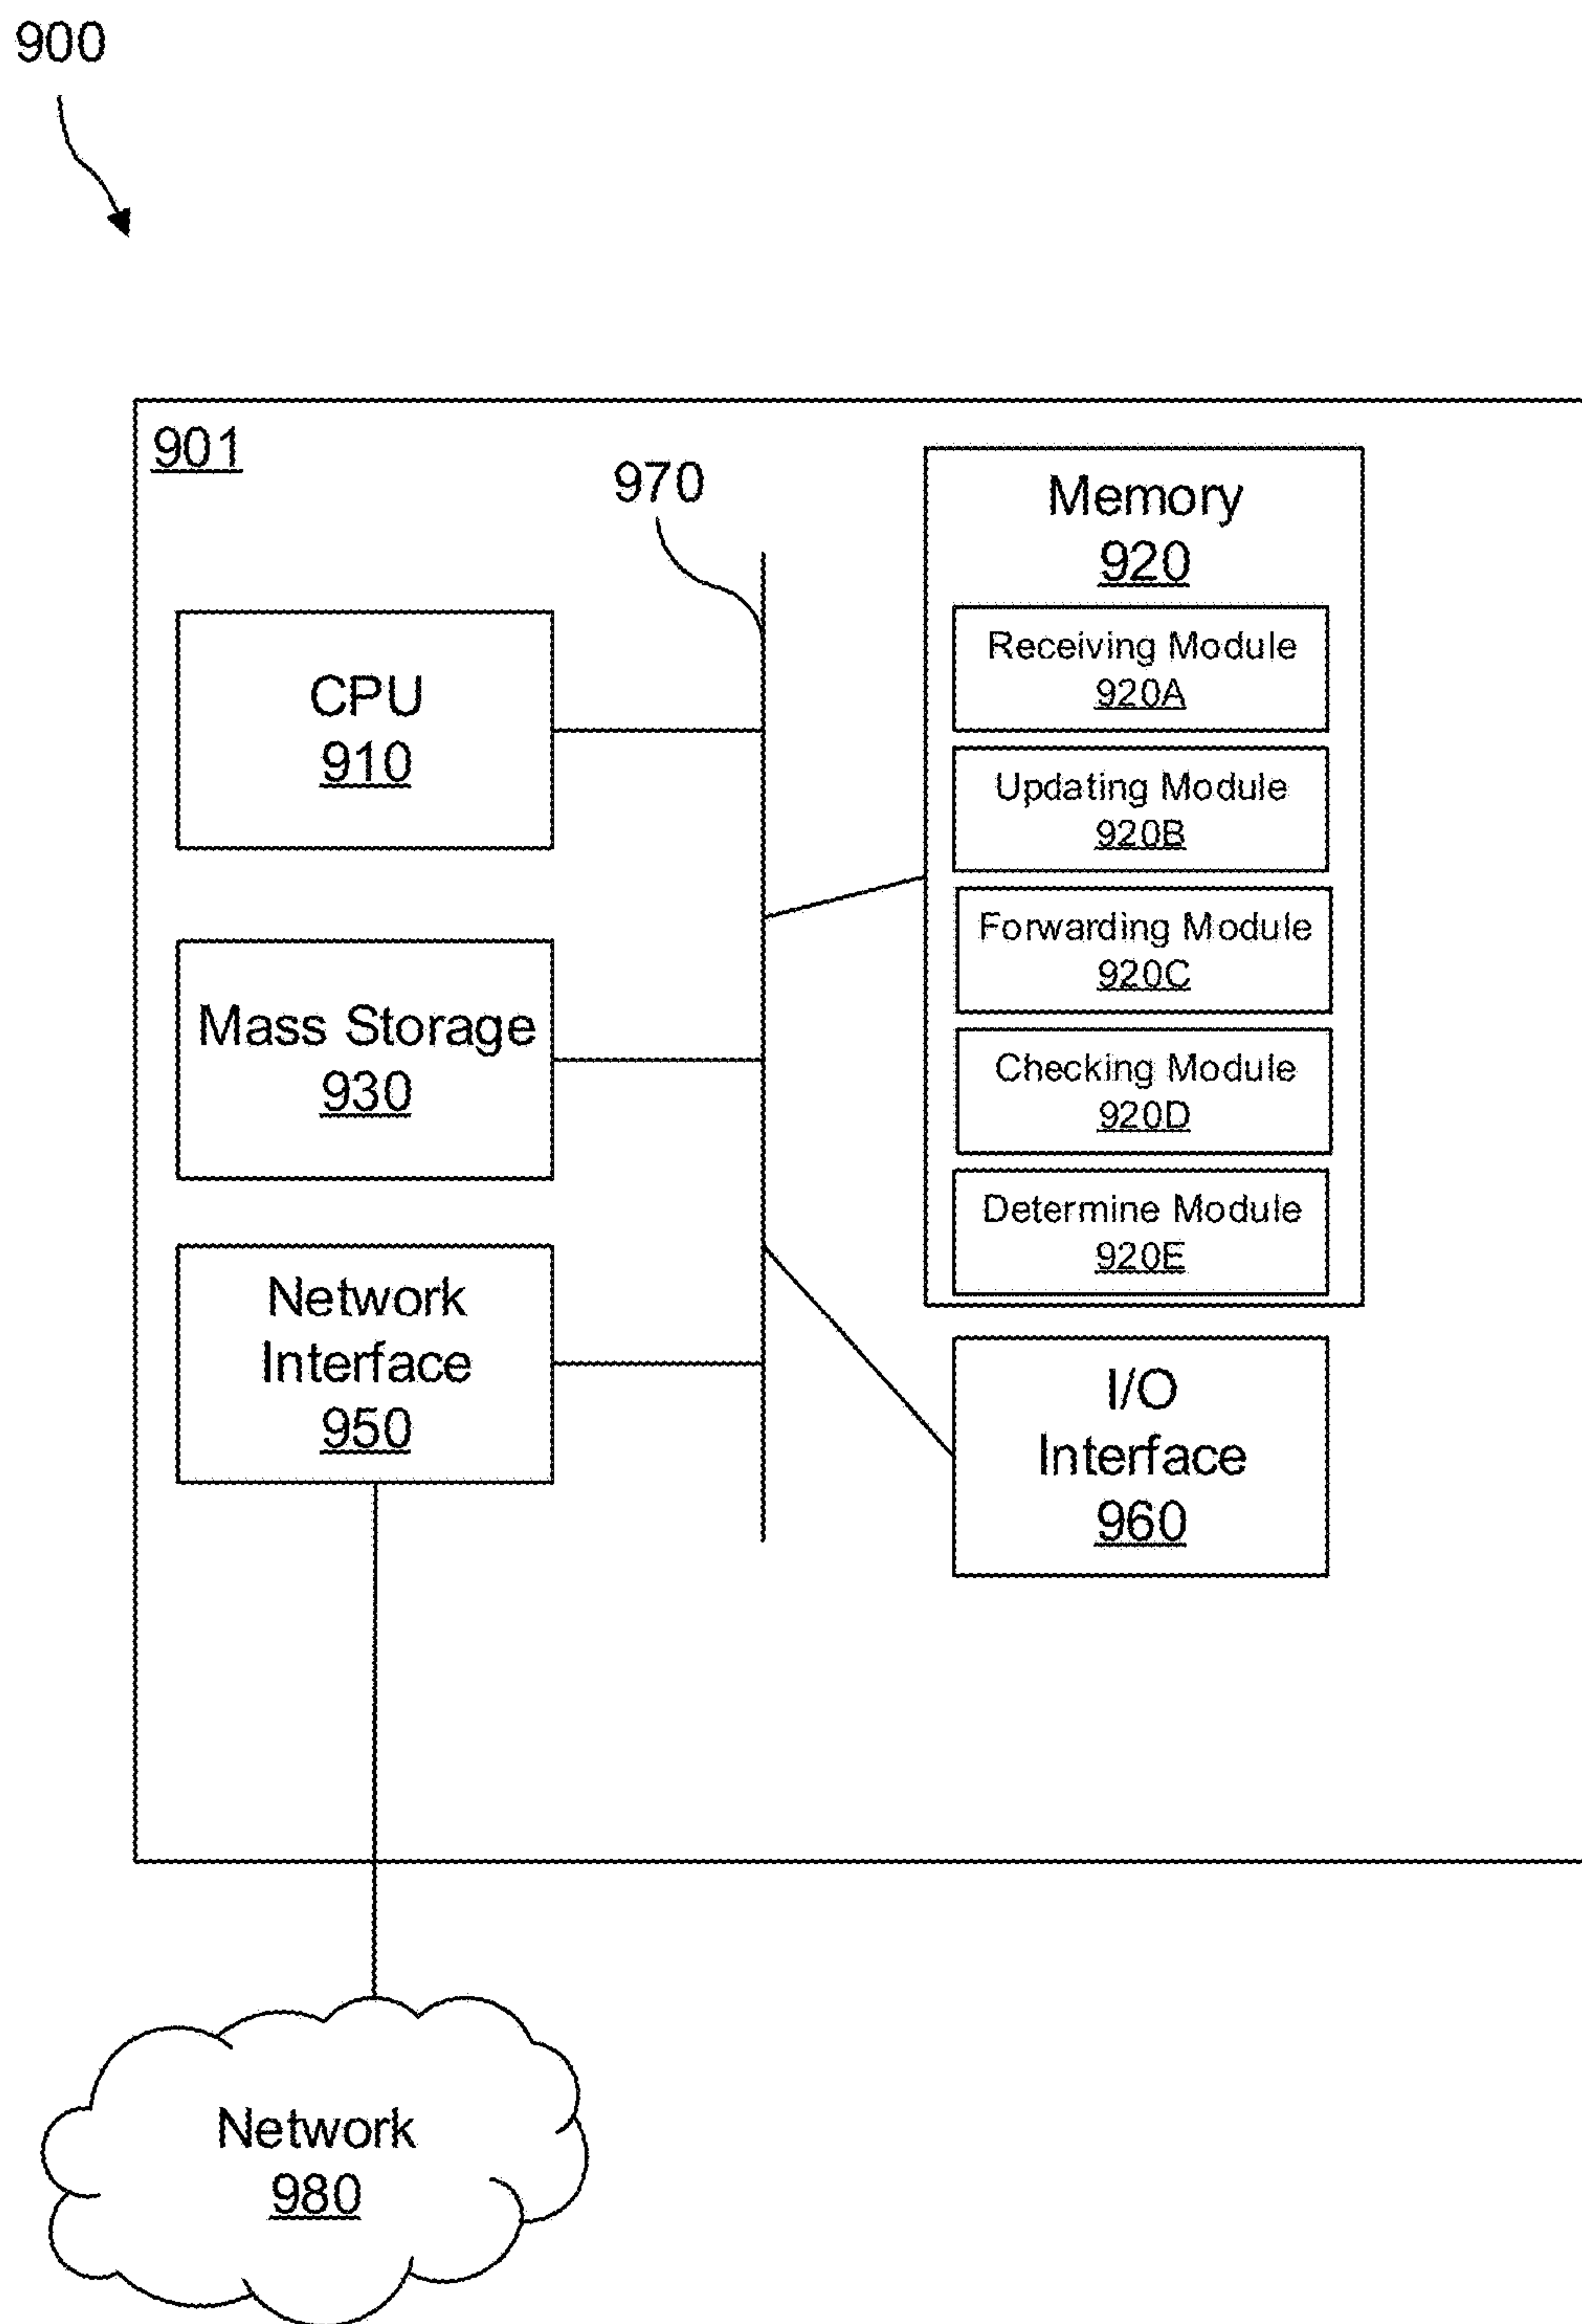 900
901
970
CPU
910
Mass Storage
930
Network
Interface
950
Memory
920
Receiving Module
920A
Updating Module
920B
Forwarding Module
920C
Checking Module
920D
Determine Module
920E
I/O
Interface
960
Network
980